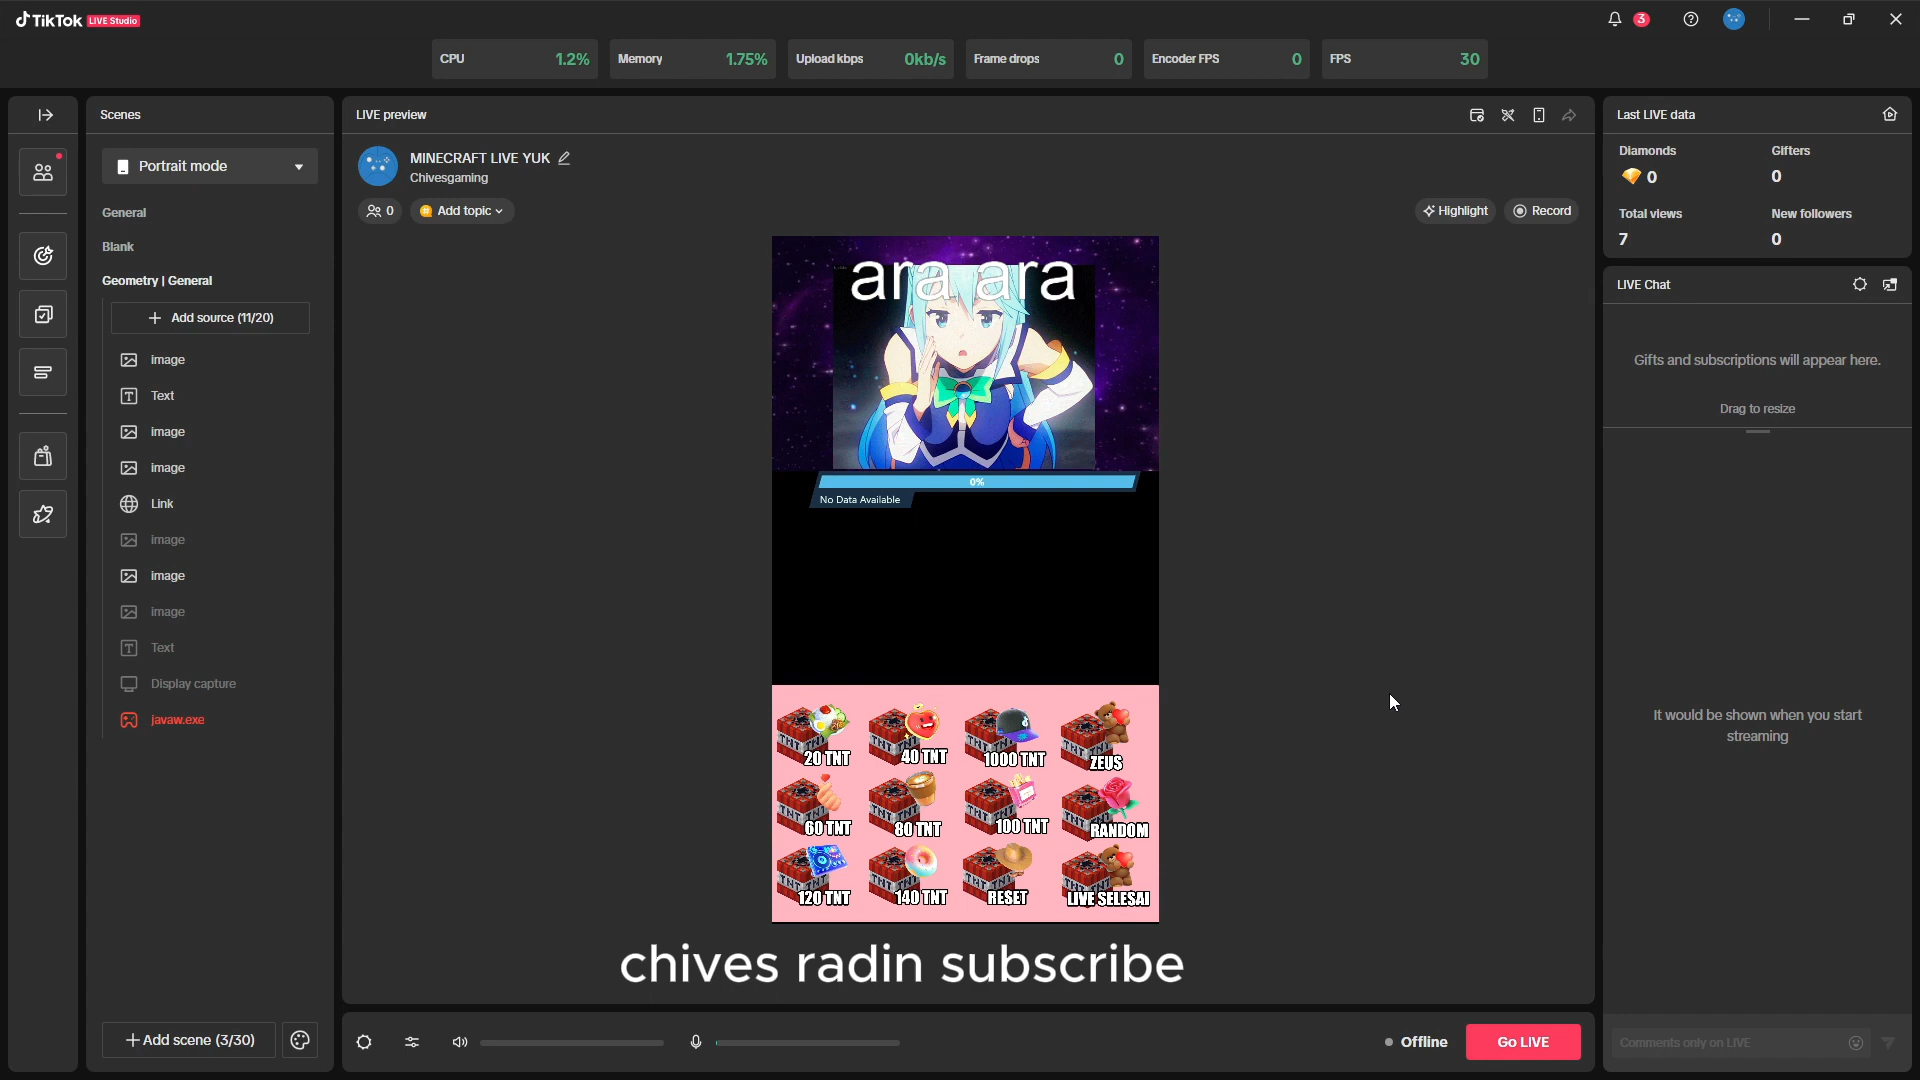 TikTok LIVE Studio
3
CPU 1.2%
Memory 1.75%
Upload kbps 0kb/s
Frame drops 0
Encoder FPS 0
FPS 30
Scenes
Portrait mode
General
Blank
Geometry | General
Add source (11/20)
image
Text
image
image
Link
image
image
image
Text
Display capture
javaw.exe
Add scene (3/30)
LIVE preview
MINECRAFT LIVE YUK
Chivesgaming
0
Add topic
Highlight
Record
ara ara
0%
No Data Available
20 TNT
40 TNT
1000 TNT
ZEUS
60 TNT
80 TNT
100 TNT
RANDOM
120 TNT
140 TNT
RESET
LIVE SELESAI
chives radin subscribe
Offline
Go LIVE
Last LIVE data
Diamonds
Gifters
0
0
Total views
New followers
7
0
LIVE Chat
Gifts and subscriptions will appear here.
Drag to resize
It would be shown when you start
streaming
Comments only on LIVE